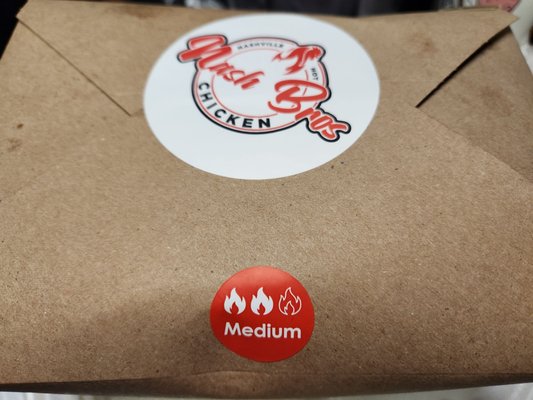 NASHVILLE HOT
Nash Bros
CHICKEN
Medium